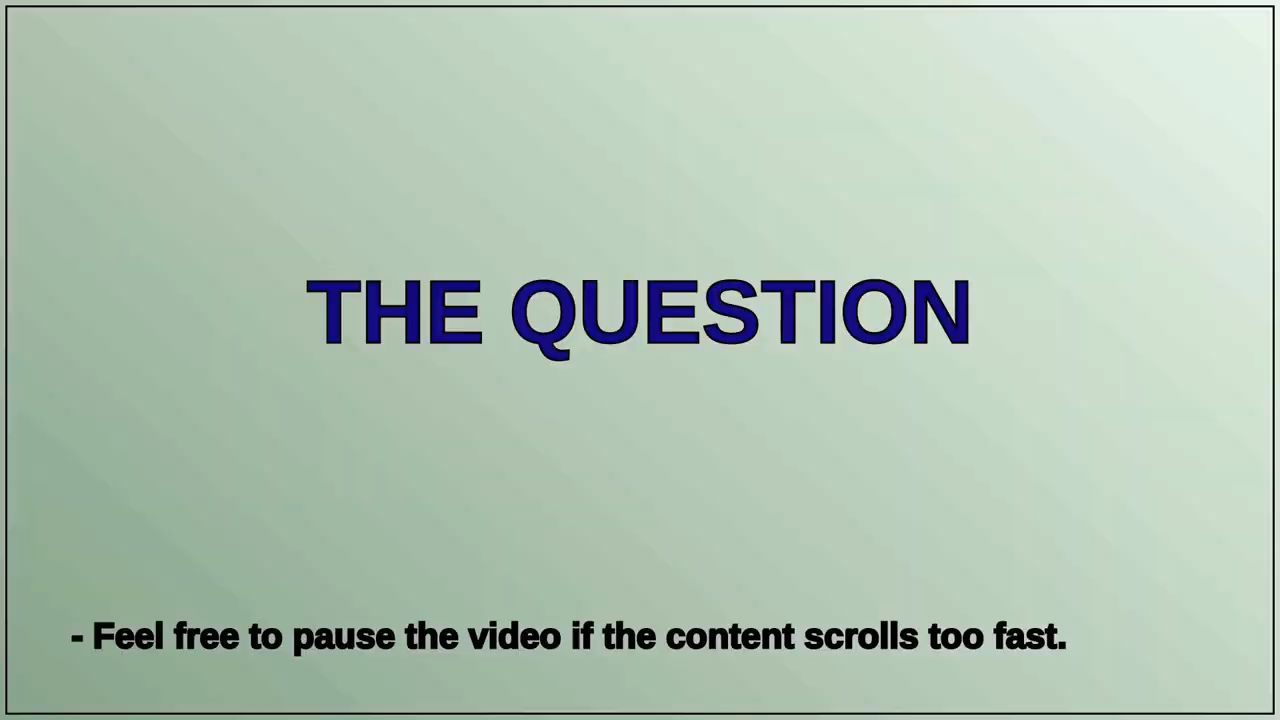 THE QUESTION
- Feel free to pause the video if the content scrolls too fast.